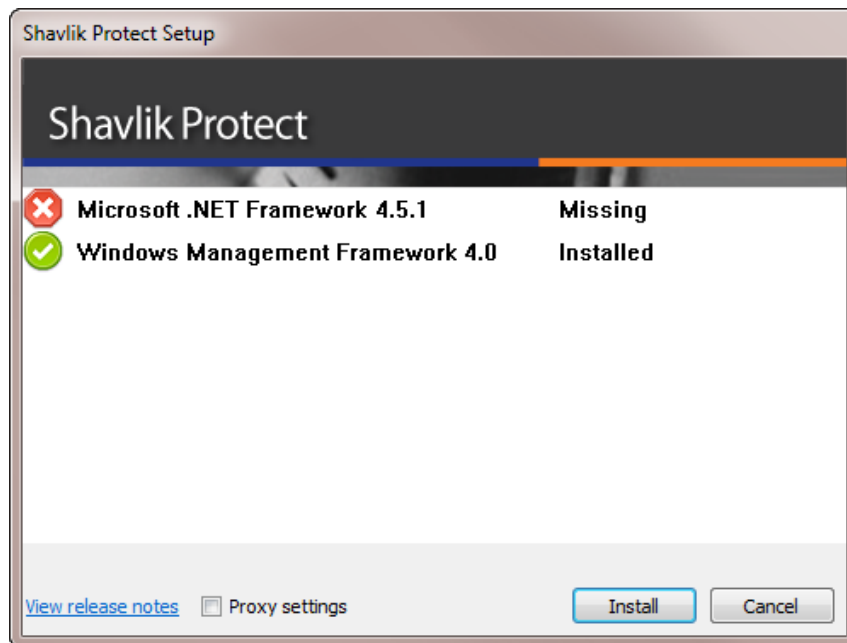 Shavlik Protect Setup
Shavlik Protect
Microsoft .NET Framework 4.5.1 Missing
Windows Management Framework 4.0 Installed
View release notes Proxy settings Install Cancel